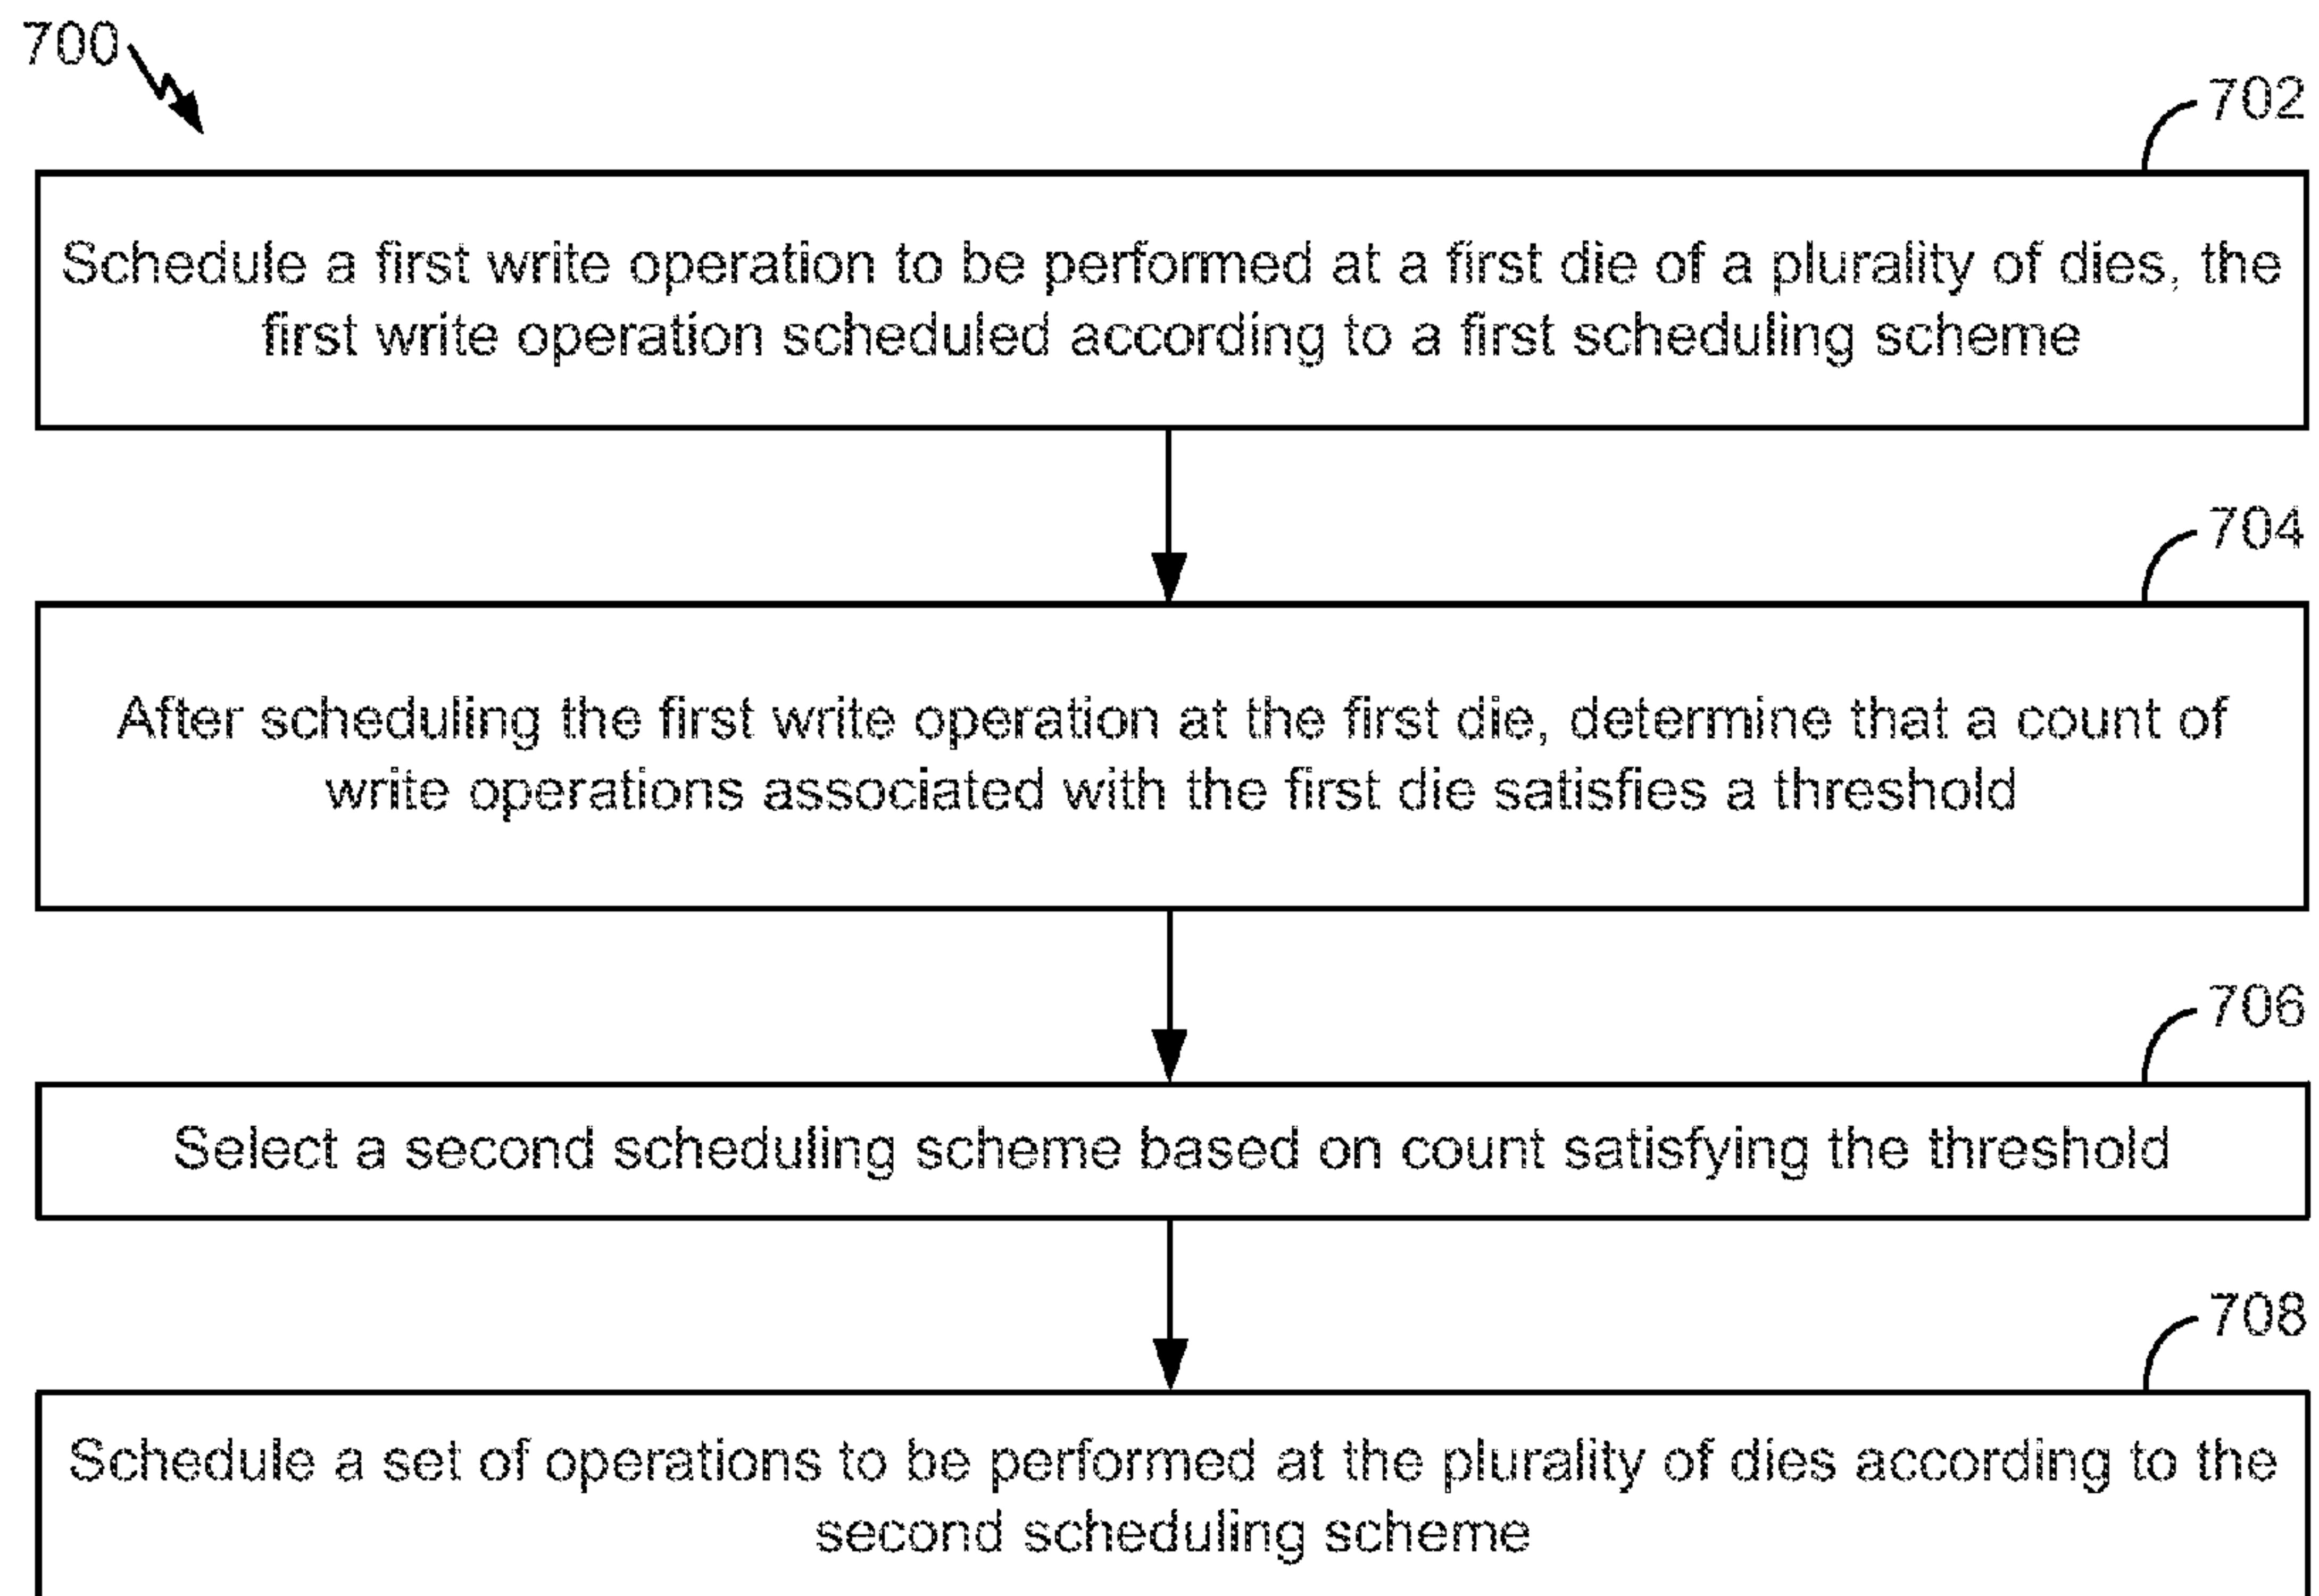 700
702
Schedule a first write operation to be performed at a first die of a plurality of dies, the
first write operation scheduled according to a first scheduling scheme
704
After scheduling the first write operation at the first die, determine that a count of
write operations associated with the first die satisfies a threshold
706
Select a second scheduling scheme based on count satisfying the threshold
708
Schedule a set of operations to be performed at the plurality of dies according to the
second scheduling scheme